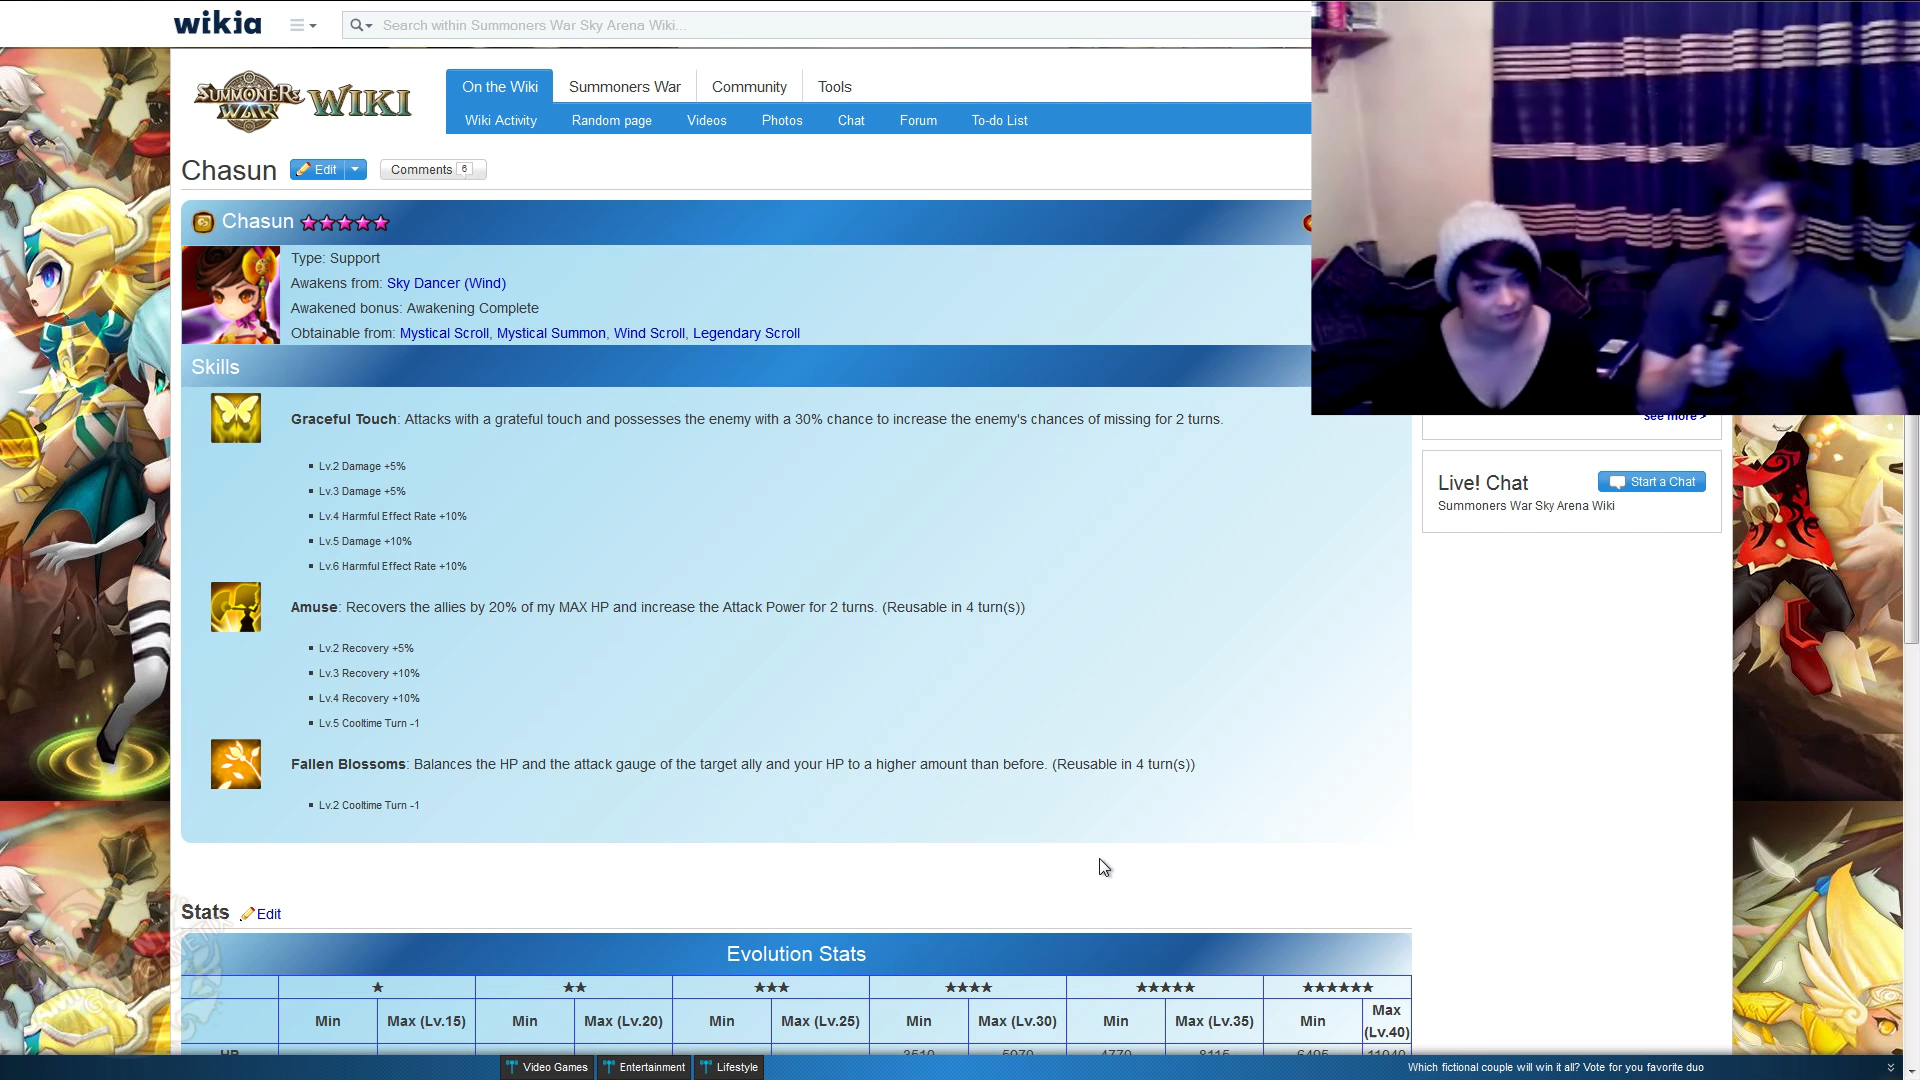 wikia
Search within Summoners War Sky Arena Wiki...
SUMMONERS WAR WIKI
On the Wiki
Summoners War
Community
Tools
Wiki Activity
Random page
Videos
Photos
Chat
Forum
To-do List
Chasun
Edit
Comments 6
Chasun
Type: Support
Awakens from: Sky Dancer (Wind)
Awakened bonus: Awakening Complete
Obtainable from: Mystical Scroll, Mystical Summon, Wind Scroll, Legendary Scroll
Skills
Graceful Touch: Attacks with a grateful touch and possesses the enemy with a 30% chance to increase the enemy's chances of missing for 2 turns.
Lv.2 Damage +5%
Lv.3 Damage +5%
Lv.4 Harmful Effect Rate +10%
Lv.5 Damage +10%
Lv.6 Harmful Effect Rate +10%
Amuse: Recovers the allies by 20% of my MAX HP and increase the Attack Power for 2 turns. (Reusable in 4 turn(s))
Lv.2 Recovery +5%
Lv.3 Recovery +10%
Lv.4 Recovery +10%
Lv.5 Cooltime Turn -1
Fallen Blossoms: Balances the HP and the attack gauge of the target ally and your HP to a higher amount than before. (Reusable in 4 turn(s))
Lv.2 Cooltime Turn -1
See more >
Live! Chat
Start a Chat
Summoners War Sky Arena Wiki
Stats
Edit
Evolution Stats
★ ★★ ★★★ ★★★★ ★★★★★ ★★★★★★
Min Max (Lv.15) Min Max (Lv.20) Min Max (Lv.25) Min Max (Lv.30) Min Max (Lv.35) Min Max (Lv.40)
HP 3510 5970 4770 8115 6495 11040
Video Games
Entertainment
Lifestyle
Which fictional couple will win it all? Vote for you favorite duo